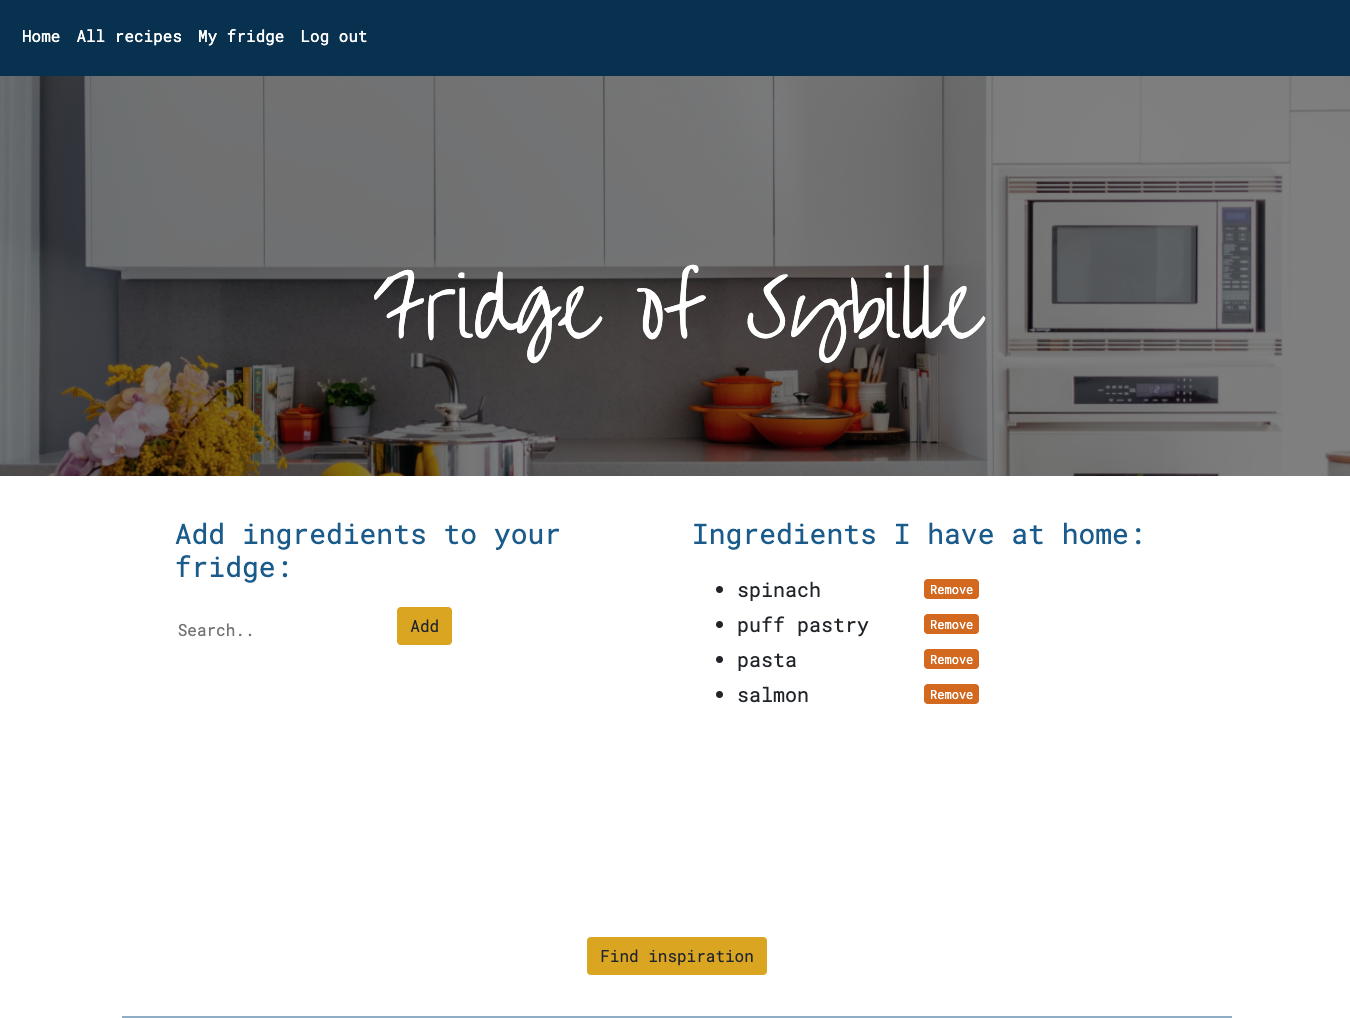 Home All recipes My fridge Log out
Fridge of Sybille
Add ingredients to your
fridge:
Search..
Add
Ingredients I have at home:
spinach Remove
puff pastry Remove
pasta Remove
salmon Remove
Find inspiration